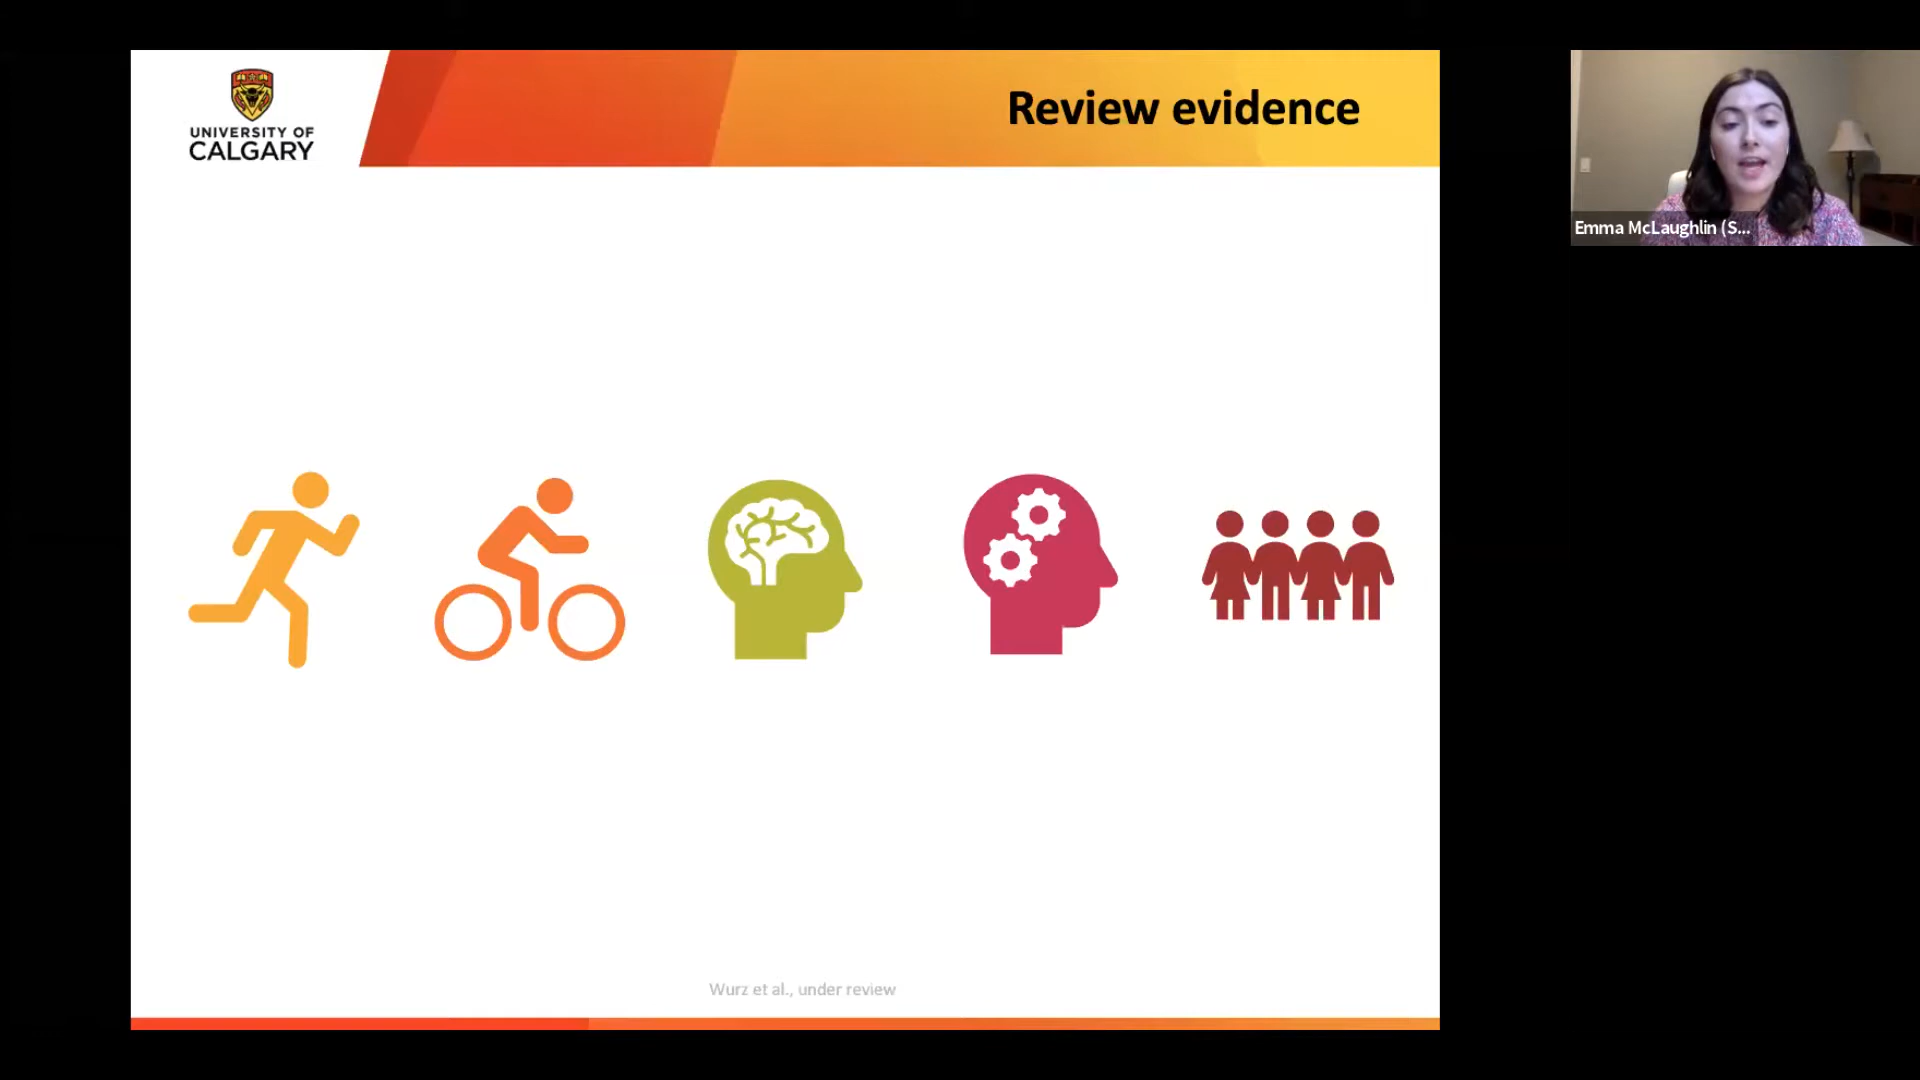 UNIVERSITY OF
CALGARY
Review evidence
Emma McLaughlin (S...
Wurz et al., under review